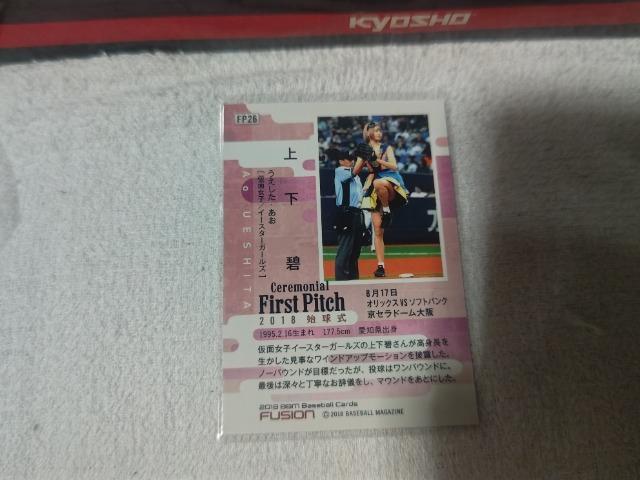 KYOSHO
FP26
上下碧
うえした・あお
[仮面女子/イースターガールズ]
Ao UESHITA
Ceremonial
First Pitch
2018 始球式
8月17日
オリックスVSソフトバンク
京セラドーム大阪
1995.2.16生まれ 177.5cm 愛知県出身
仮面女子イースターガールズの上下碧さんが高身長を
生かした見事なワインドアップモーションを披露した。
ノーバウンドが目標だったが、投球はワンバウンドに。
最後は深々と丁寧なお辞儀をし、マウンドをあとにした。
2018 BBM Baseball Cards
FUSION
© 2018 BASEBALL MAGAZINE